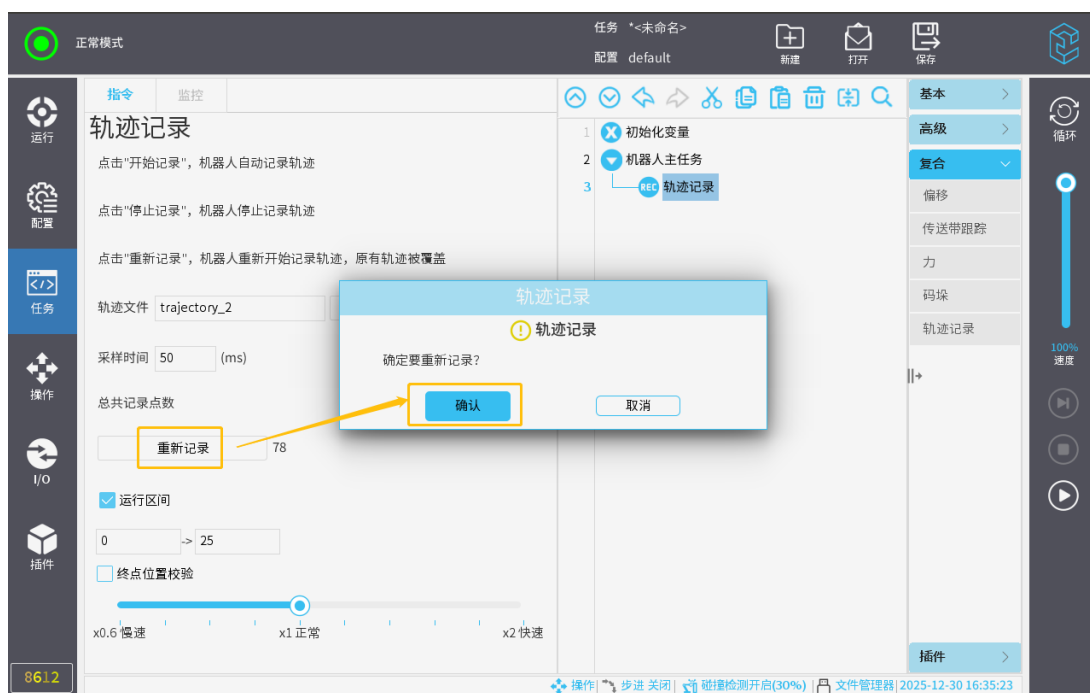 正常模式
任务 *<未命名>
配置 default
新建
打开
保存
运行
配置
任务
操作
I/O
插件
8612
指令
监控
轨迹记录
点击"开始记录"，机器人自动记录轨迹
点击"停止记录"，机器人停止记录轨迹
点击"重新记录"，机器人重新开始记录轨迹，原有轨迹被覆盖
轨迹文件 trajectory_2
采样时间 50 (ms)
总共记录点数
重新记录 78
运行区间
0 -> 25
终点位置校验
x0.6 慢速 x1 正常 x2 快速
1 初始化变量
2 机器人主任务
3 REC 轨迹记录
轨迹记录
轨迹记录
确定要重新记录？
确认 取消
基本
高级
复合
偏移
传送带跟踪
力
码垛
轨迹记录
插件
循环
100%
速度
操作| 步进 关闭| 碰撞检测开启(30%) | 文件管理器| 2025-12-30 16:35:23